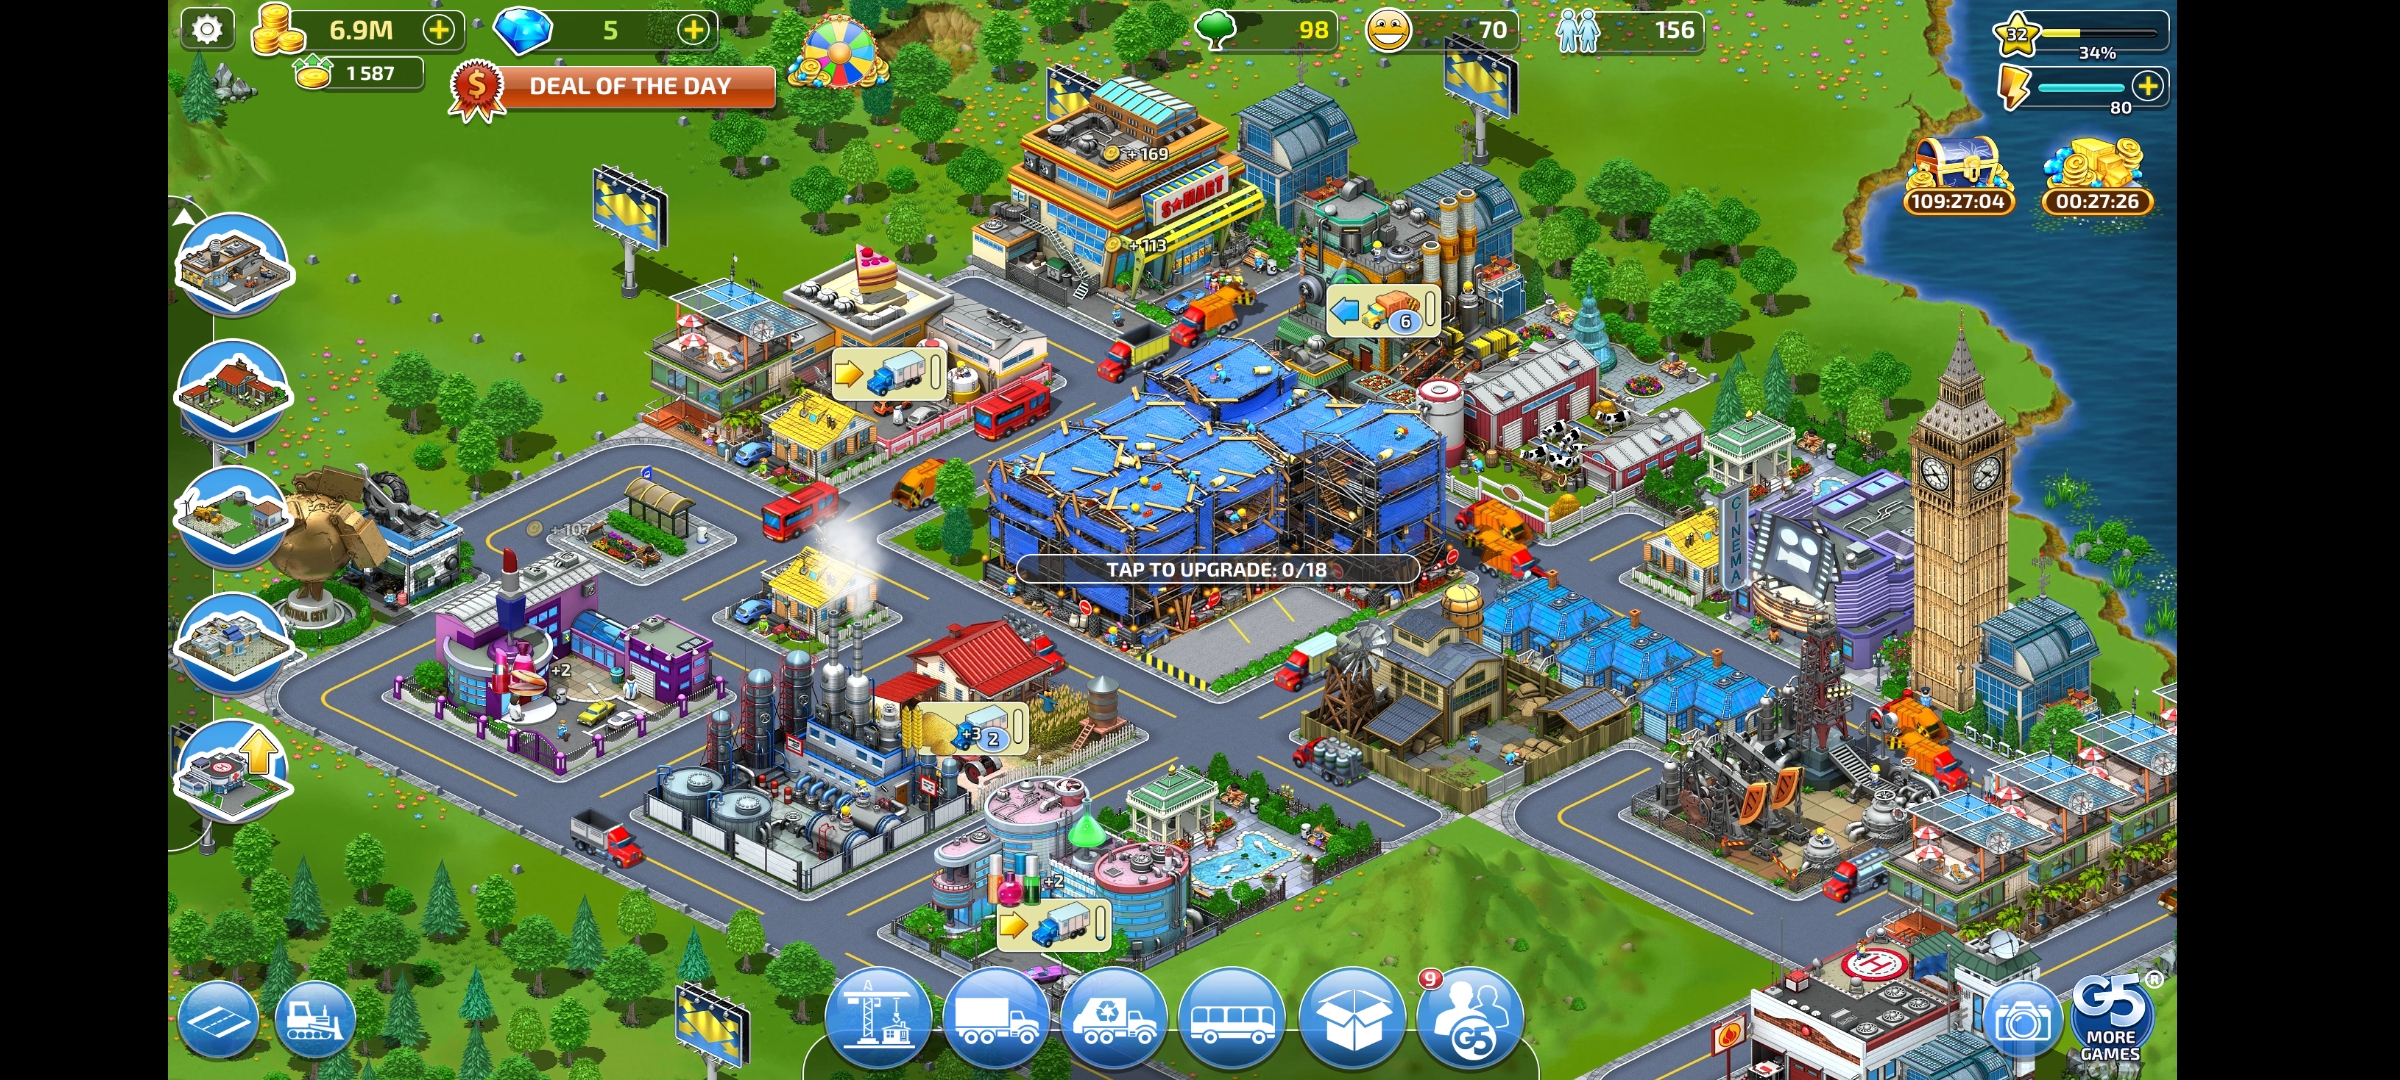 6.9M
5
98
70
156
32
34%
1 587
DEAL OF THE DAY
80
+169
S★MART
109:27:04
00:27:26
+113
6
+107
CINEMA
TAP TO UPGRADE: 0/18
+2
+3
2
+2
H
A
9
G5
G5
®
MORE
GAMES